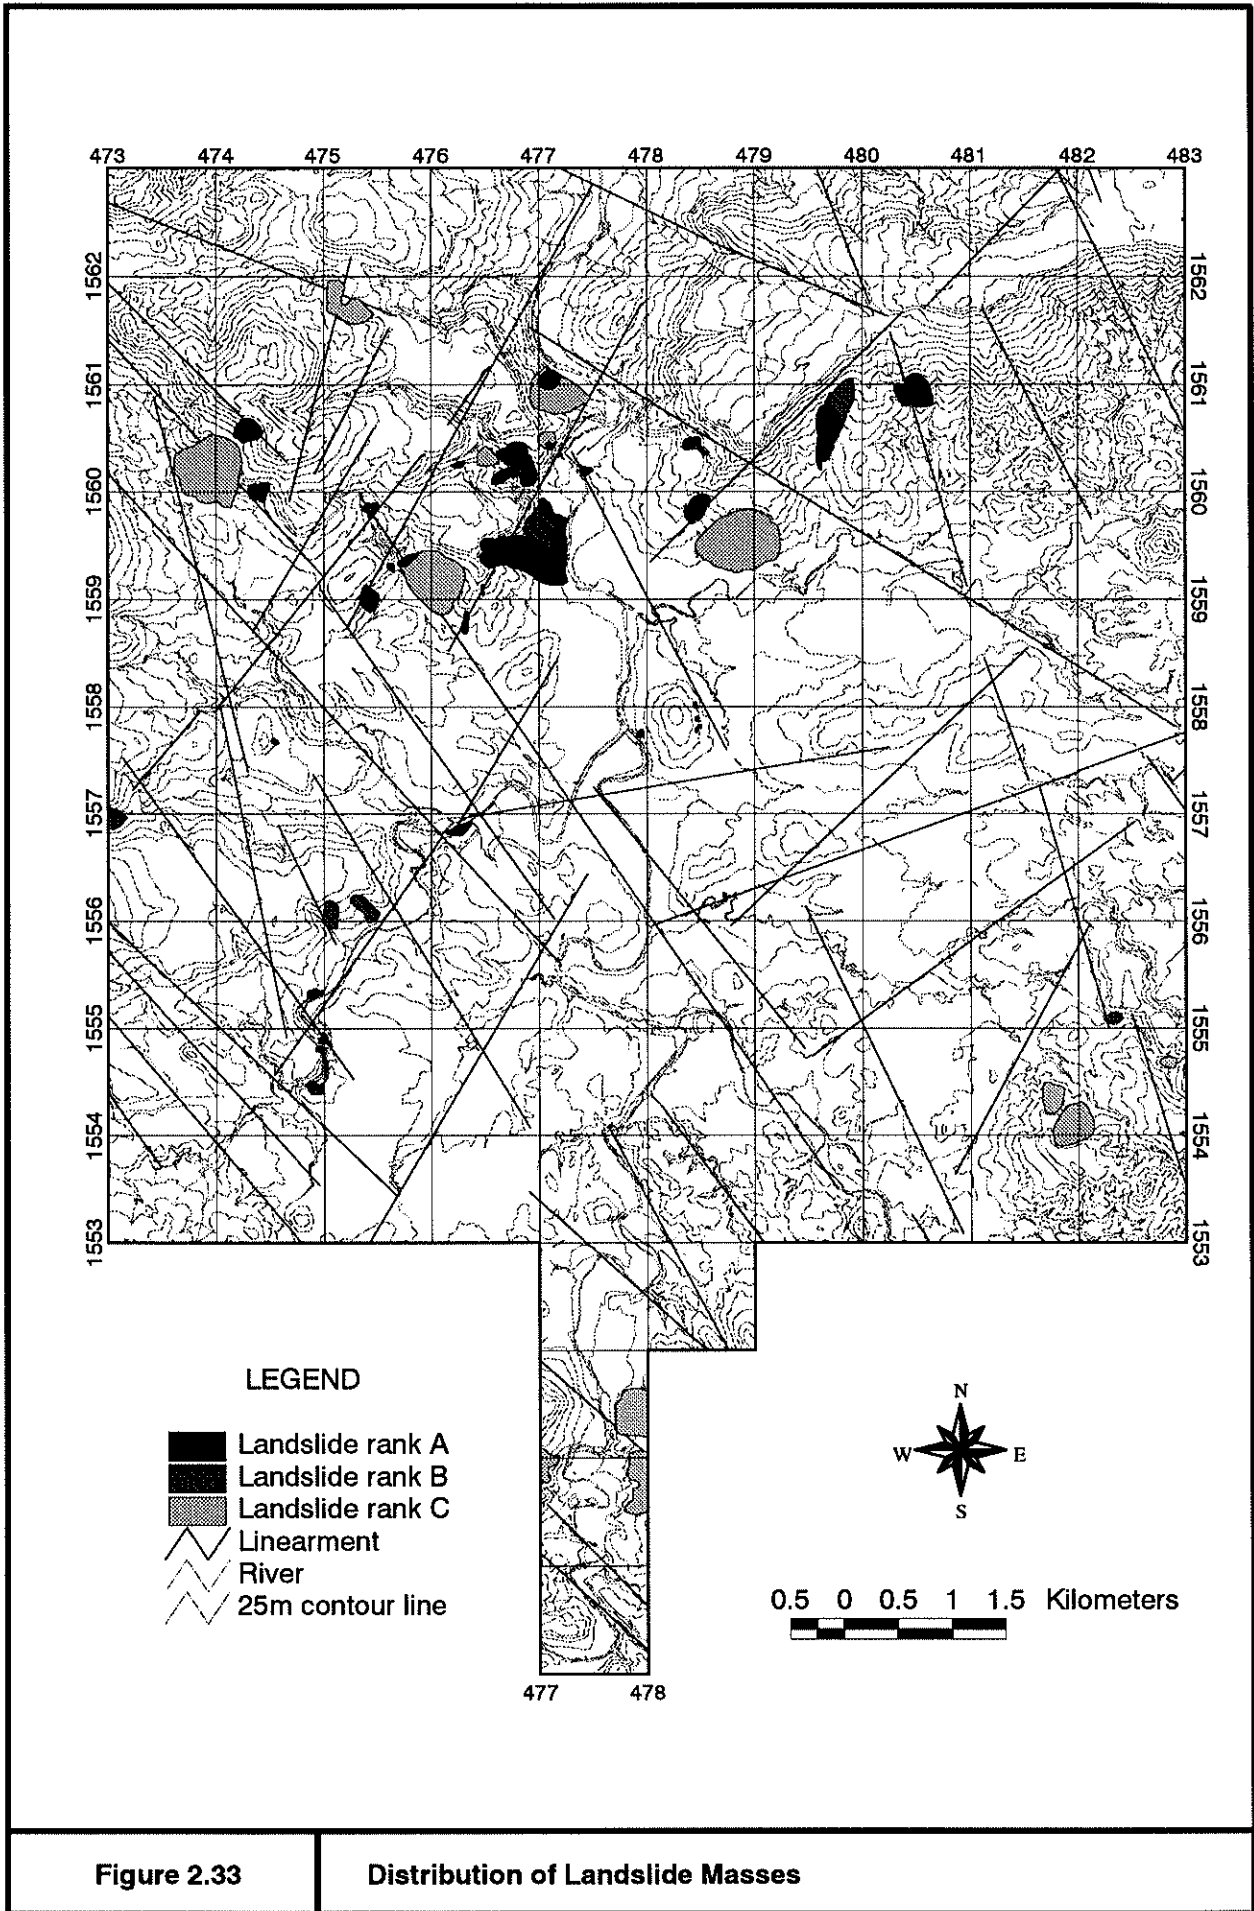 473 474 475 476 477 478 479 480 481 482 483
1562 1562
1561 1561
1560 1560
1559 1559
1558 1558
1557 1557
1556 1556
1555 1555
1554 1554
1553 1553
LEGEND
Landslide rank A
Landslide rank B
Landslide rank C
Linearment
River
25m contour line
N
W E
S
0.5 0 0.5 1 1.5 Kilometers
477 478
Figure 2.33
Distribution of Landslide Masses